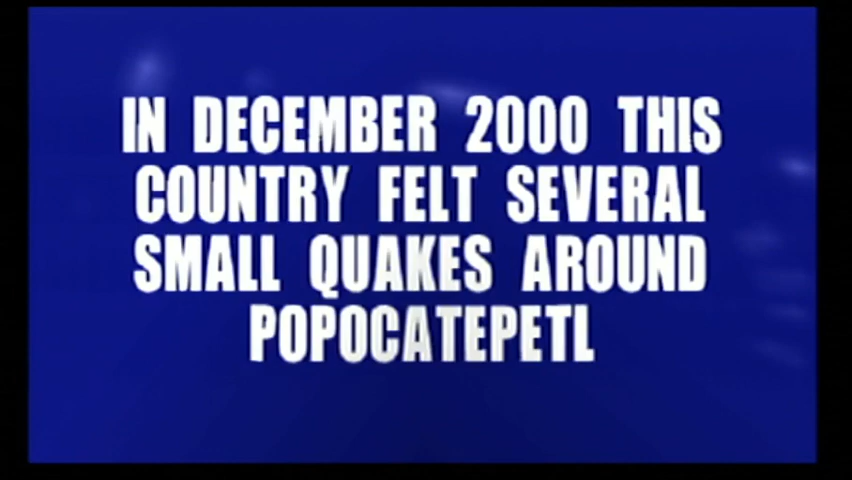 IN DECEMBER 2000 THIS
COUNTRY FELT SEVERAL
SMALL QUAKES AROUND
POPOCATEPETL